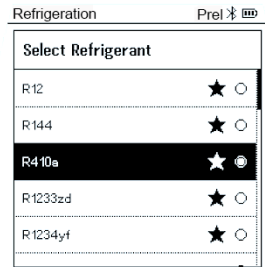 Refrigeration Prel
Select Refrigerant
R12
R144
R410a
R1233zd
R1234yf